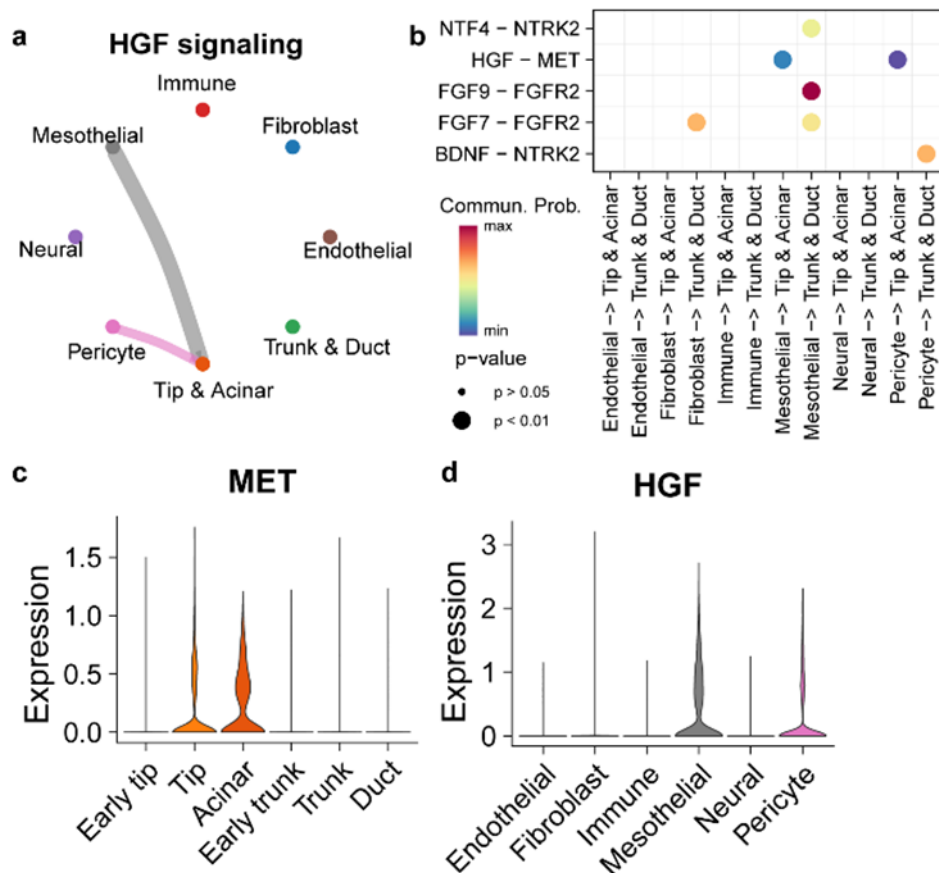 a
HGF signaling
Immune
Mesothelial
Fibroblast
Neural
Endothelial
Pericyte
Trunk & Duct
Tip & Acinar
b
NTF4 − NTRK2
HGF − MET
FGF9 − FGFR2
FGF7 − FGFR2
BDNF − NTRK2
Commun. Prob.
max
min
p−value
p > 0.05
p < 0.01
Endothelial −> Tip & Acinar
Endothelial −> Trunk & Duct
Fibroblast −> Tip & Acinar
Fibroblast −> Trunk & Duct
Immune −> Tip & Acinar
Immune −> Trunk & Duct
Mesothelial −> Tip & Acinar
Mesothelial −> Trunk & Duct
Neural −> Tip & Acinar
Neural −> Trunk & Duct
Pericyte −> Tip & Acinar
Pericyte −> Trunk & Duct
c
MET
Expression
1.5
1.0
0.5
0.0
Early tip
Tip
Acinar
Early trunk
Trunk
Duct
d
HGF
Expression
3
2
1
0
Endothelial
Fibroblast
Immune
Mesothelial
Neural
Pericyte